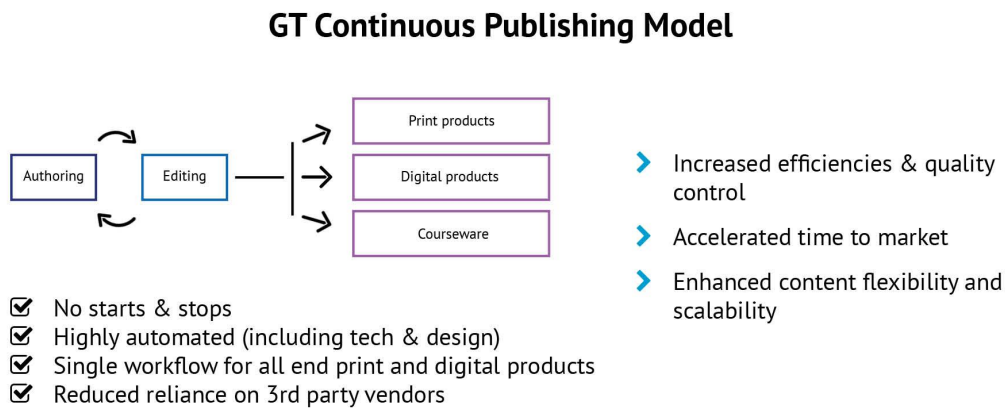 GT Continuous Publishing Model
Authoring
Editing
Print products
Digital products
Courseware
No starts & stops
Highly automated (including tech & design)
Single workflow for all end print and digital products
Reduced reliance on 3rd party vendors
Increased efficiencies & quality
control
Accelerated time to market
Enhanced content flexibility and
scalability